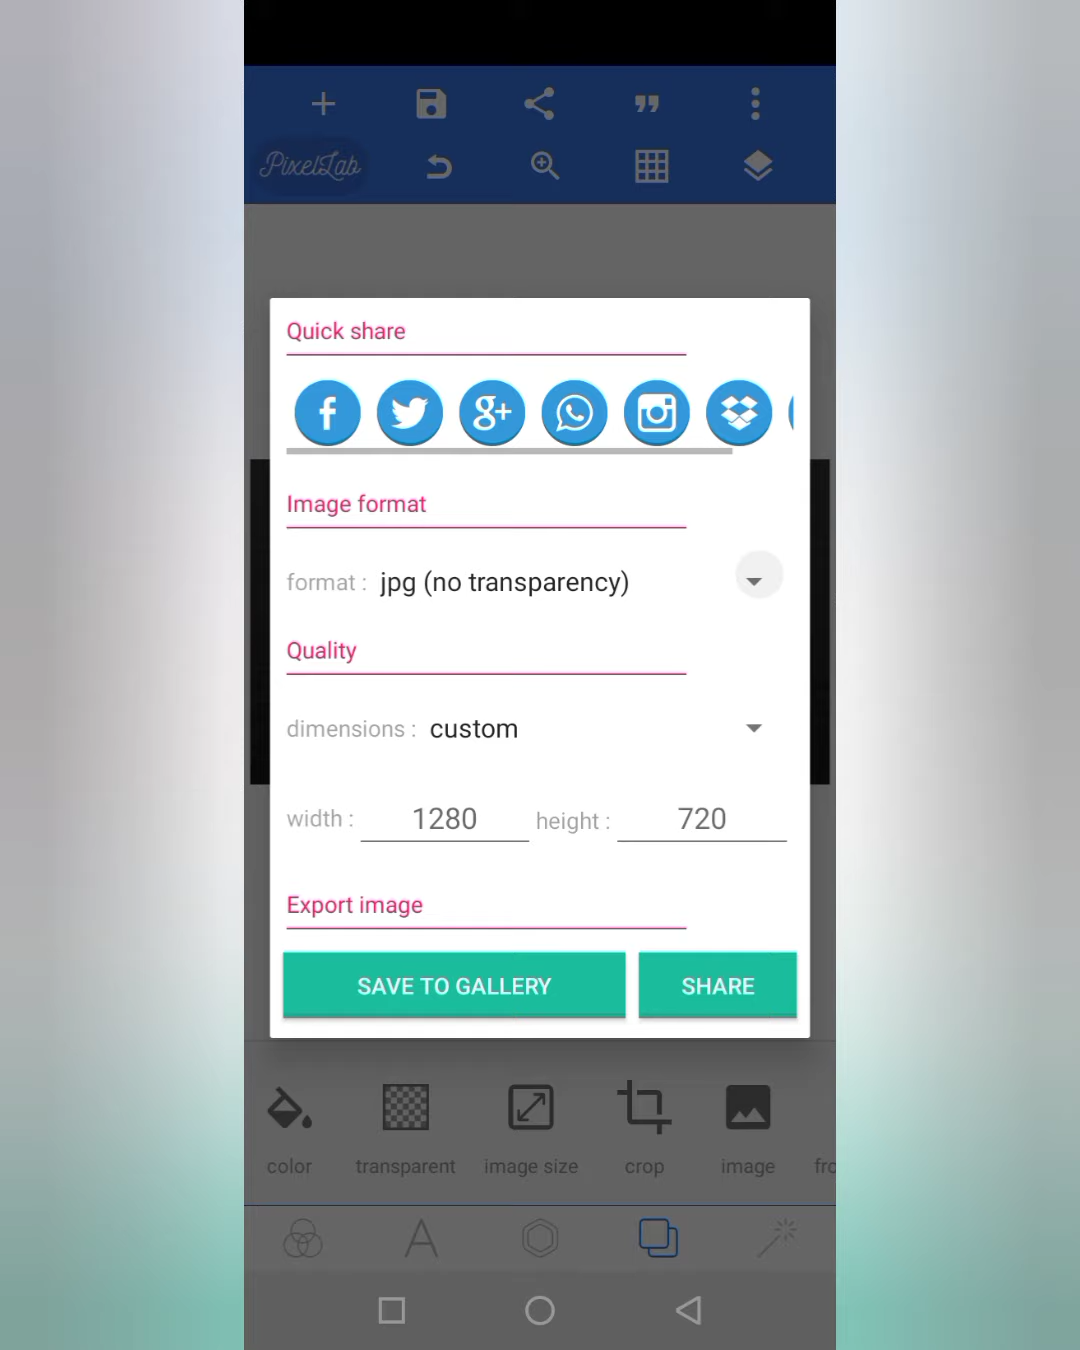 PixelLab
Quick share
Image format
format : jpg (no transparency)
Quality
dimensions : custom
width : 1280 height : 720
Export image
SAVE TO GALLERY SHARE
color transparent image size crop image fro